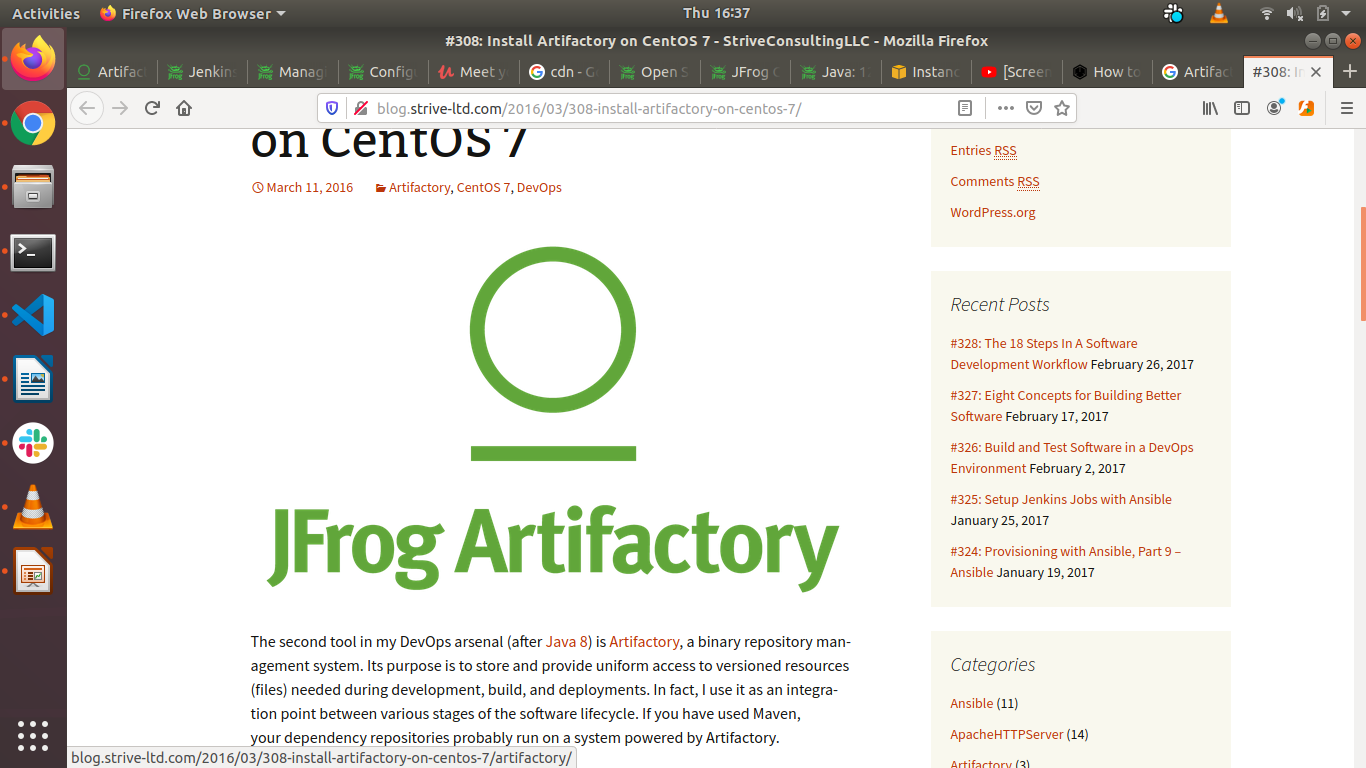 Activities
Firefox Web Browser
Thu 16:37
#308: Install Artifactory on CentOS 7 - StriveConsultingLLC - Mozilla Firefox
Artifac
Jenkin
Manag
Config
Meet y
cdn - G
Open S
JFrog C
Java: 1
Instanc
[Screen
How to
Artifac
#308: In
blog.strive-ltd.com/2016/03/308-install-artifactory-on-centos-7/
on CentOS 7
March 11, 2016 Artifactory, CentOS 7, DevOps
JFrog Artifactory
The second tool in my DevOps arsenal (after Java 8) is Artifactory, a binary repository man-
agement system. Its purpose is to store and provide uniform access to versioned resources
(files) needed during development, build, and deployments. In fact, I use it as an integra-
tion point between various stages of the software lifecycle. If you have used Maven,
your dependency repositories probably run on a system powered by Artifactory.
Entries RSS
Comments RSS
WordPress.org
Recent Posts
#328: The 18 Steps In A Software
Development Workflow February 26, 2017
#327: Eight Concepts for Building Better
Software February 17, 2017
#326: Build and Test Software in a DevOps
Environment February 2, 2017
#325: Setup Jenkins Jobs with Ansible
January 25, 2017
#324: Provisioning with Ansible, Part 9 –
Ansible January 19, 2017
Categories
Ansible (11)
ApacheHTTPServer (14)
Artifactory (3)
blog.strive-ltd.com/2016/03/308-install-artifactory-on-centos-7/artifactory/